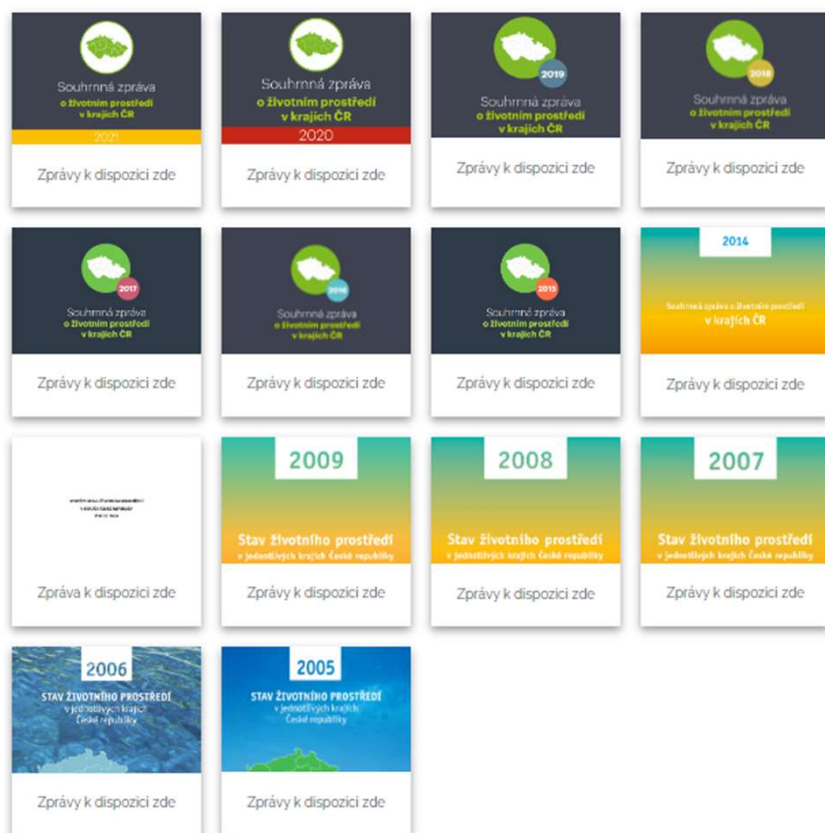 Souhrnná zpráva
o životním prostředí
v krajích ČR
2021
Zprávy k dispozici zde
Souhrnná zpráva
o životním prostředí
v krajích ČR
2020
Zprávy k dispozici zde
2019
Souhrnná zpráva
o životním prostředí
v krajích ČR
Zprávy k dispozici zde
2018
Souhrnná zpráva
o životním prostředí
v krajích ČR
Zprávy k dispozici zde
2017
Souhrnná zpráva
o životním prostředí
v krajích ČR
Zprávy k dispozici zde
2016
Souhrnná zpráva
o životním prostředí
v krajích ČR
Zprávy k dispozici zde
2015
Souhrnná zpráva
o životním prostředí
v krajích ČR
Zprávy k dispozici zde
2014
Souhrnná zpráva o životním prostředí
v krajích ČR
Zprávy k dispozici zde
Zpráva k dispozici zde
2009
Stav životního prostředí
v jednotlivých krajích České republiky
Zprávy k dispozici zde
2008
Stav životního prostředí
v jednotlivých krajích České republiky
Zprávy k dispozici zde
2007
Stav životního prostředí
v jednotlivých krajích České republiky
Zprávy k dispozici zde
2006
STAV ŽIVOTNÍHO PROSTŘEDÍ
v jednotlivých krajích
České republiky
Zprávy k dispozici zde
2005
STAV ŽIVOTNÍHO PROSTŘEDÍ
v jednotlivých krajích
České republiky
Zprávy k dispozici zde